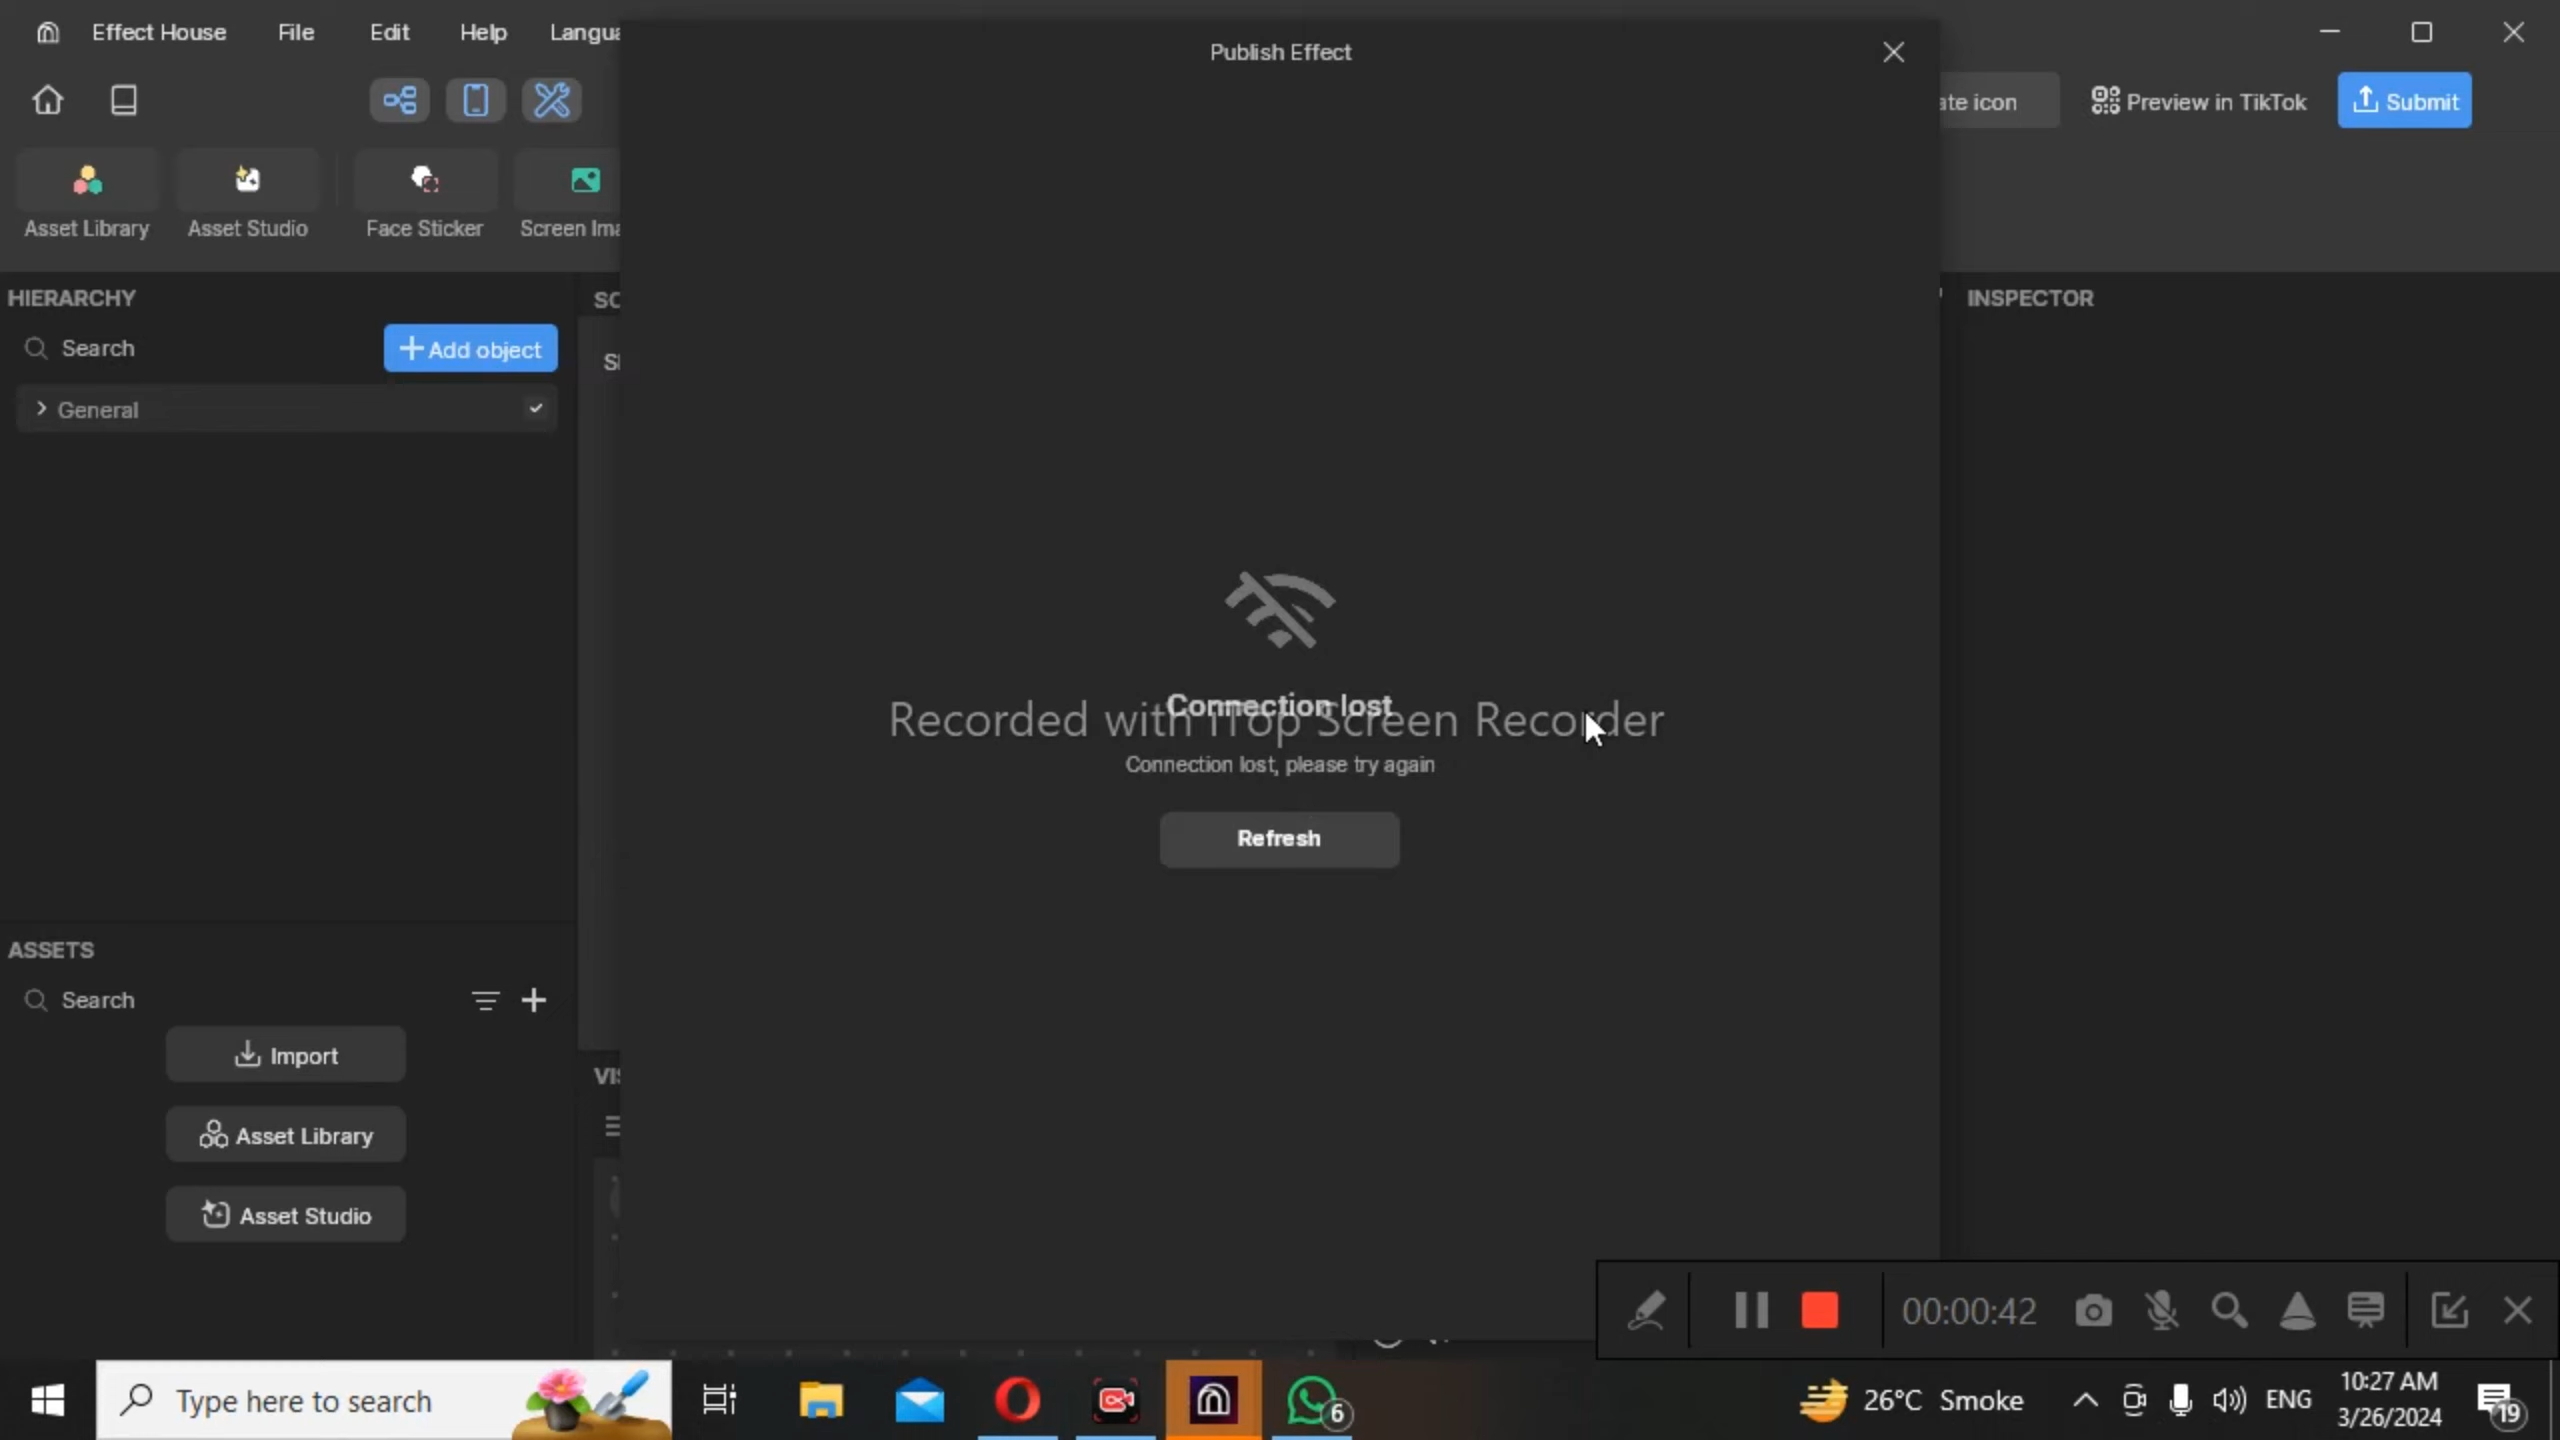 Effect House File Edit Help Langua
Publish Effect
ate icon Preview in TikTok Submit
Asset Library Asset Studio Face Sticker Screen Ima
HIERARCHY
Search
+ Add object
General
SC
S
INSPECTOR
Connection lost
Recorded with iTop Screen Recorder
Connection lost, please try again
Refresh
ASSETS
Search
Import
Asset Library
Asset Studio
VIS
00:00:42
Type here to search
6
26°C Smoke
ENG
10:27 AM
3/26/2024
19